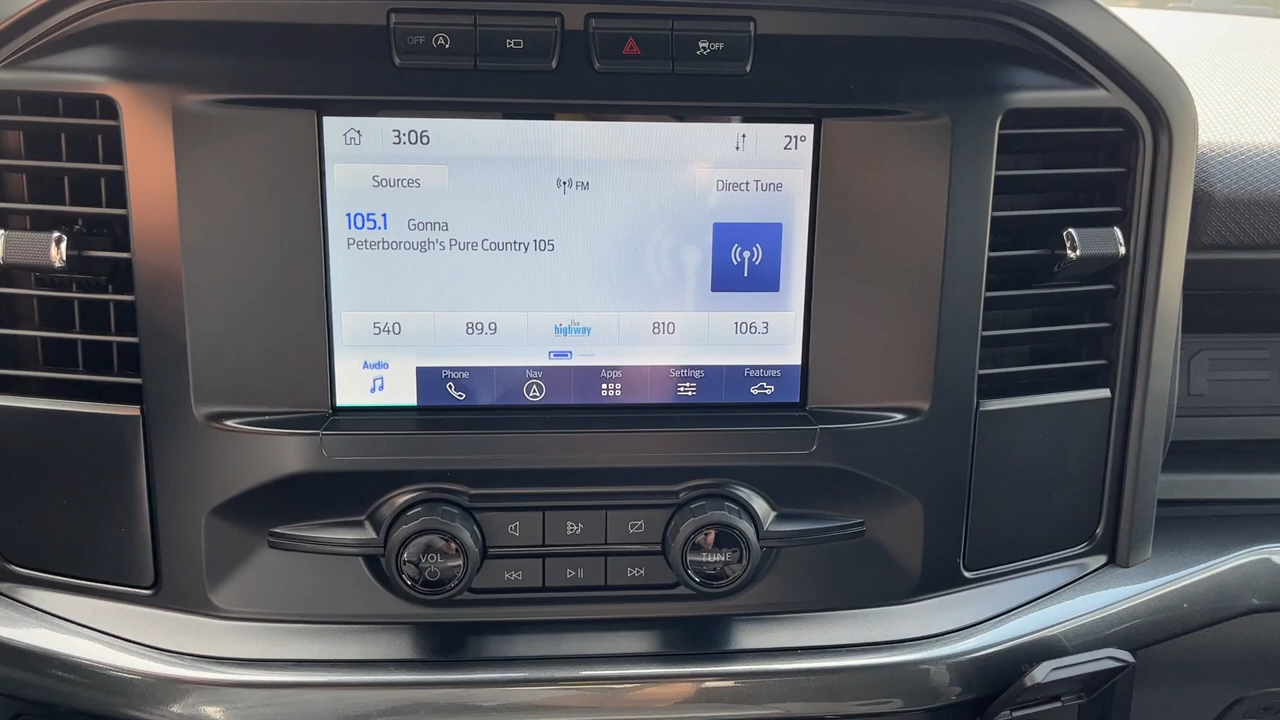 OFF
OFF
3:06
21°
Sources
FM
Direct Tune
105.1 Gonna
Peterborough's Pure Country 105
540
89.9
the highway
810
106.3
Audio
Phone
Nav
Apps
Settings
Features
VOL
TUNE